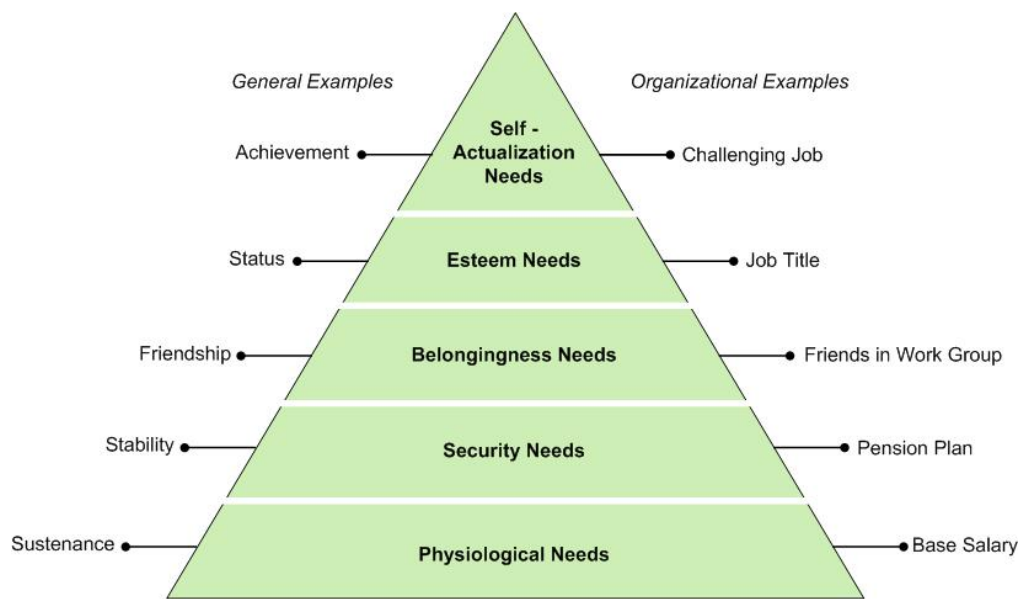 General Examples
Organizational Examples
Self -
Actualization
Needs
Achievement
Challenging Job
Status
Esteem Needs
Job Title
Friendship
Belongingness Needs
Friends in Work Group
Stability
Security Needs
Pension Plan
Sustenance
Physiological Needs
Base Salary